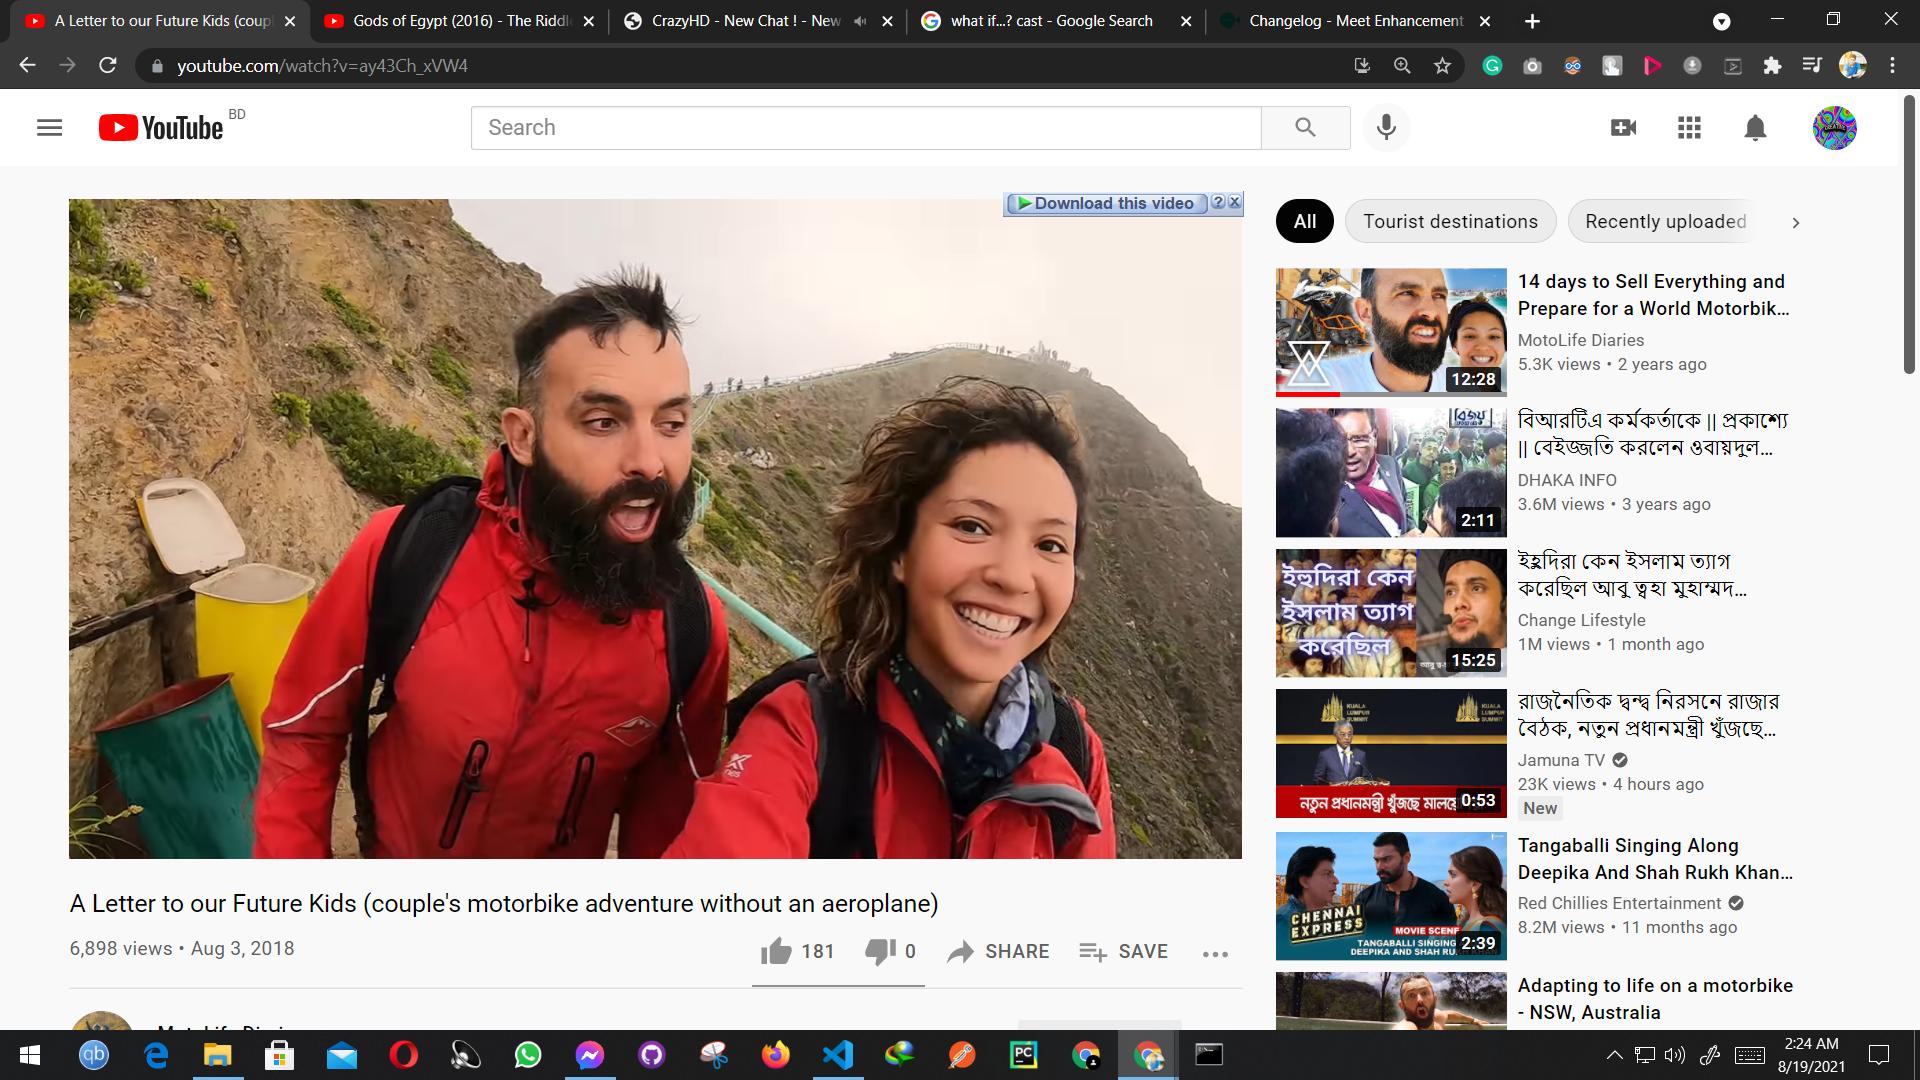 A Letter to our Future Kids (coupl
Gods of Egypt (2016) - The Riddl
CrazyHD - New Chat ! - New
what if...? cast - Google Search
Changelog - Meet Enhancement
youtube.com/watch?v=ay43Ch_xVW4
YouTube BD
Search
Download this video
All
Tourist destinations
Recently uploaded
14 days to Sell Everything and
Prepare for a World Motorbik...
MotoLife Diaries
5.3K views • 2 years ago
12:28
বিআরটিএ কর্মকর্তাকে || প্রকাশ্যে
|| বেইজ্জতি করলেন ওবায়দুল...
DHAKA INFO
3.6M views • 3 years ago
2:11
ইহুদিরা কেন ইসলাম ত্যাগ
করেছিল আবু ত্বহা মুহাম্মদ...
Change Lifestyle
1M views • 1 month ago
ইহুদিরা কেন
ইসলাম ত্যাগ
করেছিল
15:25
রাজনৈতিক দ্বন্দ্ব নিরসনে রাজার
বৈঠক, নতুন প্রধানমন্ত্রী খুঁজছে...
Jamuna TV
23K views • 4 hours ago
New
KUALA
LUMPUR
SUMMIT
নতুন প্রধানমন্ত্রী খুঁজছে
0:53
Tangaballi Singing Along
Deepika And Shah Rukh Khan...
Red Chillies Entertainment
8.2M views • 11 months ago
CHENNAI
EXPRESS
MOVIE SCENE
TANGABALLI SINGING
DEEPIKA AND SHAH RU
2:39
Adapting to life on a motorbike
- NSW, Australia
A Letter to our Future Kids (couple's motorbike adventure without an aeroplane)
6,898 views • Aug 3, 2018
181
0
SHARE
SAVE
qb
PC
2:24 AM
8/19/2021